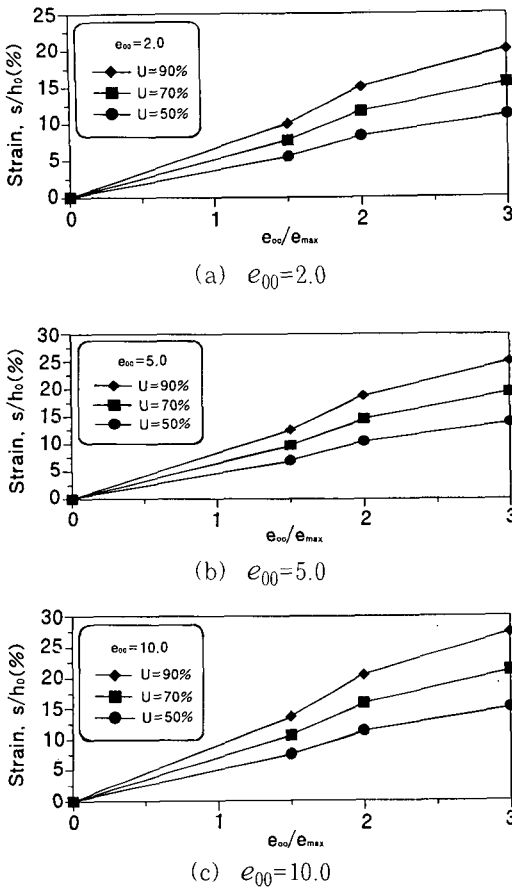 25
20
15
10
5
0
Strain, s/h₀(%)
e₀₀=2.0
U=90%
U=70%
U=50%
0 1 2 3
e₀₀/eₘₐₓ
(a) e₀₀=2.0
30
25
20
15
10
5
0
Strain, s/h₀(%)
e₀₀=5.0
U=90%
U=70%
U=50%
0 1 2 3
e₀₀/eₘₐₓ
(b) e₀₀=5.0
30
25
20
15
10
5
0
Strain, s/h₀(%)
e₀₀=10.0
U=90%
U=70%
U=50%
0 1 2 3
e₀₀/eₘₐₓ
(c) e₀₀=10.0